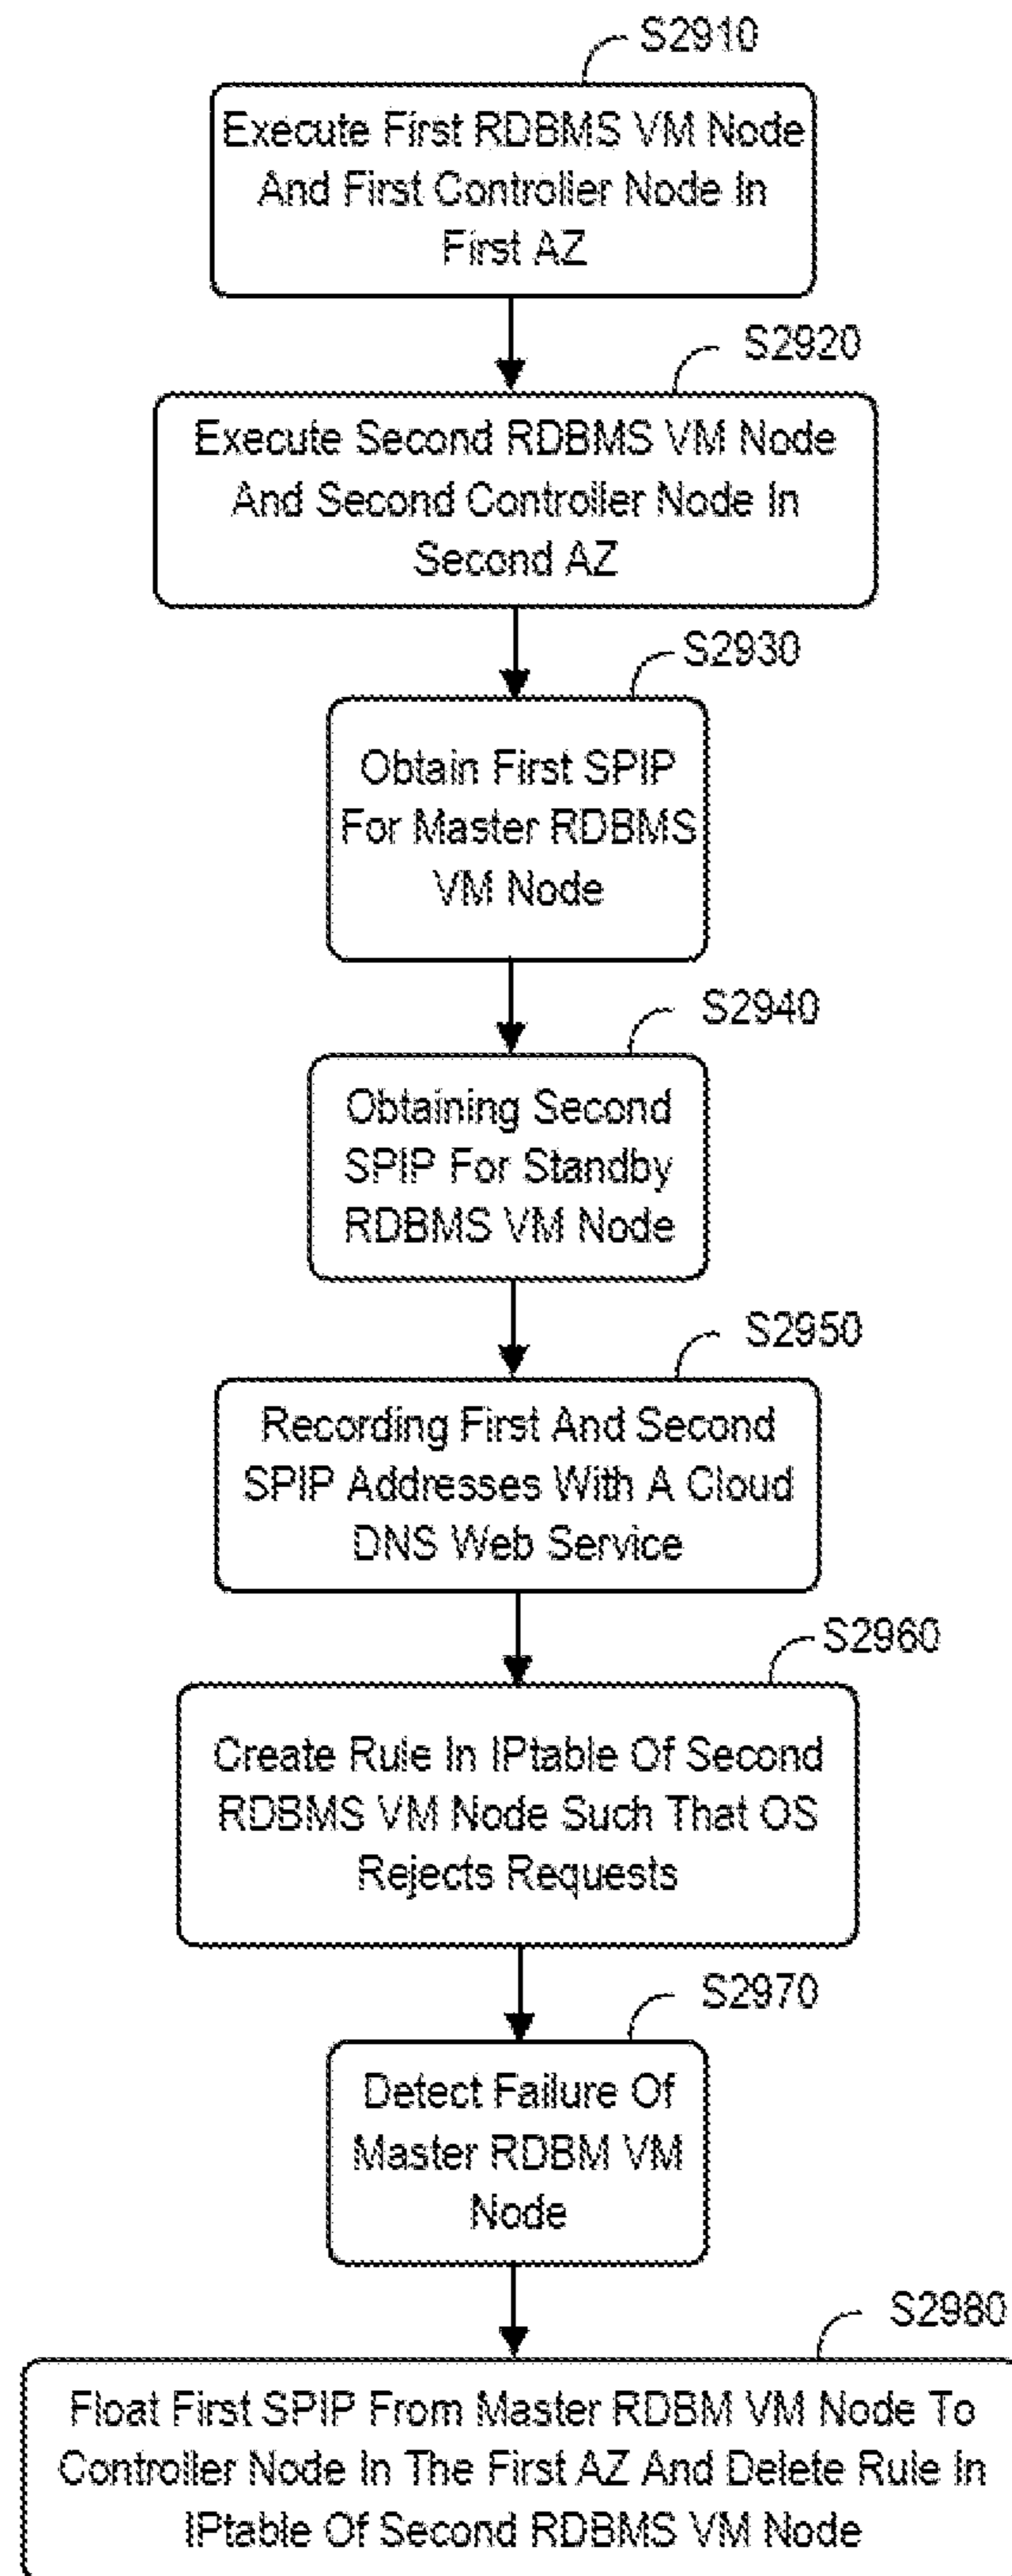 S2910
Execute First RDBMS VM Node
And First Controller Node In
First AZ
S2920
Execute Second RDBMS VM Node
And Second Controller Node In
Second AZ
S2930
Obtain First SPIP
For Master RDBMS
VM Node
S2940
Obtaining Second
SPIP For Standby
RDBMS VM Node
S2950
Recording First And Second
SPIP Addresses With A Cloud
DNS Web Service
S2960
Create Rule In IPtable Of Second
RDBMS VM Node Such That OS
Rejects Requests
S2970
Detect Failure Of
Master RDBM VM
Node
S2980
Float First SPIP From Master RDBM VM Node To
Controller Node In The First AZ And Delete Rule In
IPtable Of Second RDBMS VM Node